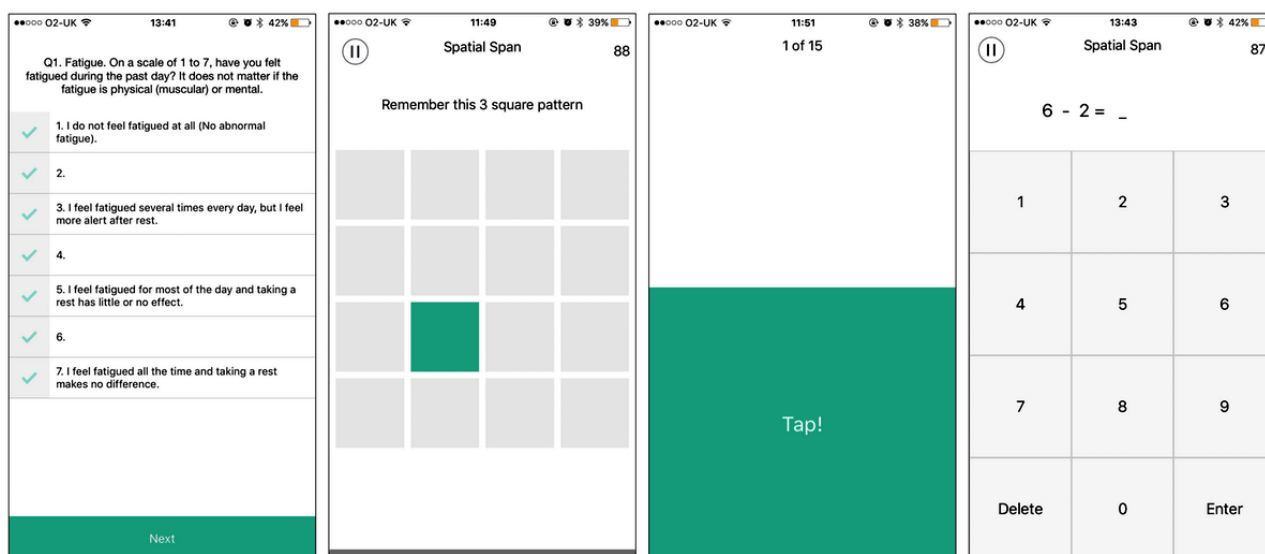 O2-UK 13:41 42%
Q1. Fatigue. On a scale of 1 to 7, have you felt
fatigued during the past day? It does not matter if the
fatigue is physical (muscular) or mental.
1. I do not feel fatigued at all (No abnormal
fatigue).
2.
3. I feel fatigued several times every day, but I feel
more alert after rest.
4.
5. I feel fatigued for most of the day and taking a
rest has little or no effect.
6.
7. I feel fatigued all the time and taking a rest
makes no difference.
Next
O2-UK 11:49 39%
Spatial Span 88
Remember this 3 square pattern
O2-UK 11:51 38%
1 of 15
Tap!
O2-UK 13:43 42%
Spatial Span 87
6 - 2 = _
1 2 3
4 5 6
7 8 9
Delete 0 Enter